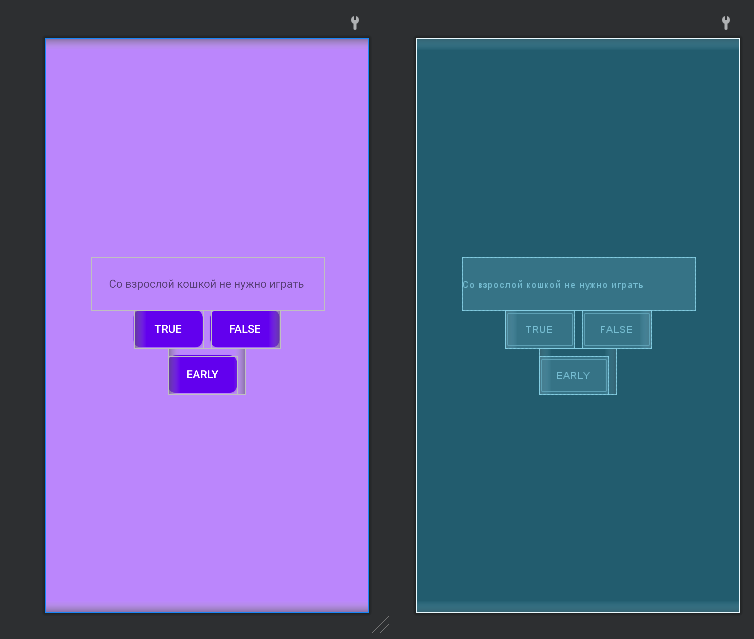 Со взрослой кошкой не нужно играть
TRUE
FALSE
EARLY
Со взрослой кошкой не нужно играть
TRUE
FALSE
EARLY